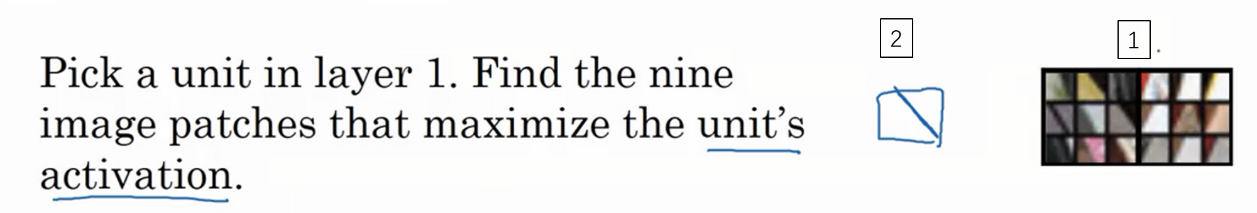 2
1.
Pick a unit in layer 1. Find the nine
image patches that maximize the unit's
activation.